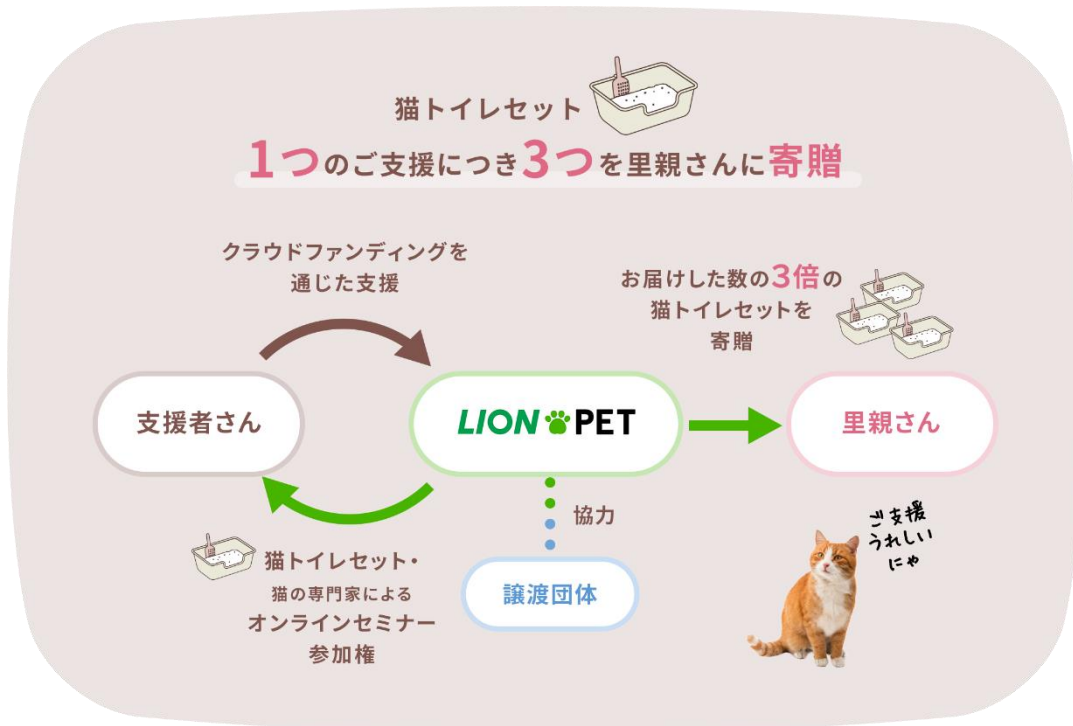 猫トイレセット
1つのご支援につき3つを里親さんに寄贈
クラウドファンディングを
通じた支援
お届けした数の3倍の
猫トイレセットを
寄贈
支援者さん
LION PET
里親さん
協力
猫トイレセット・
猫の専門家による
オンラインセミナー
参加権
譲渡団体
ご支援
うれしい
にゃ